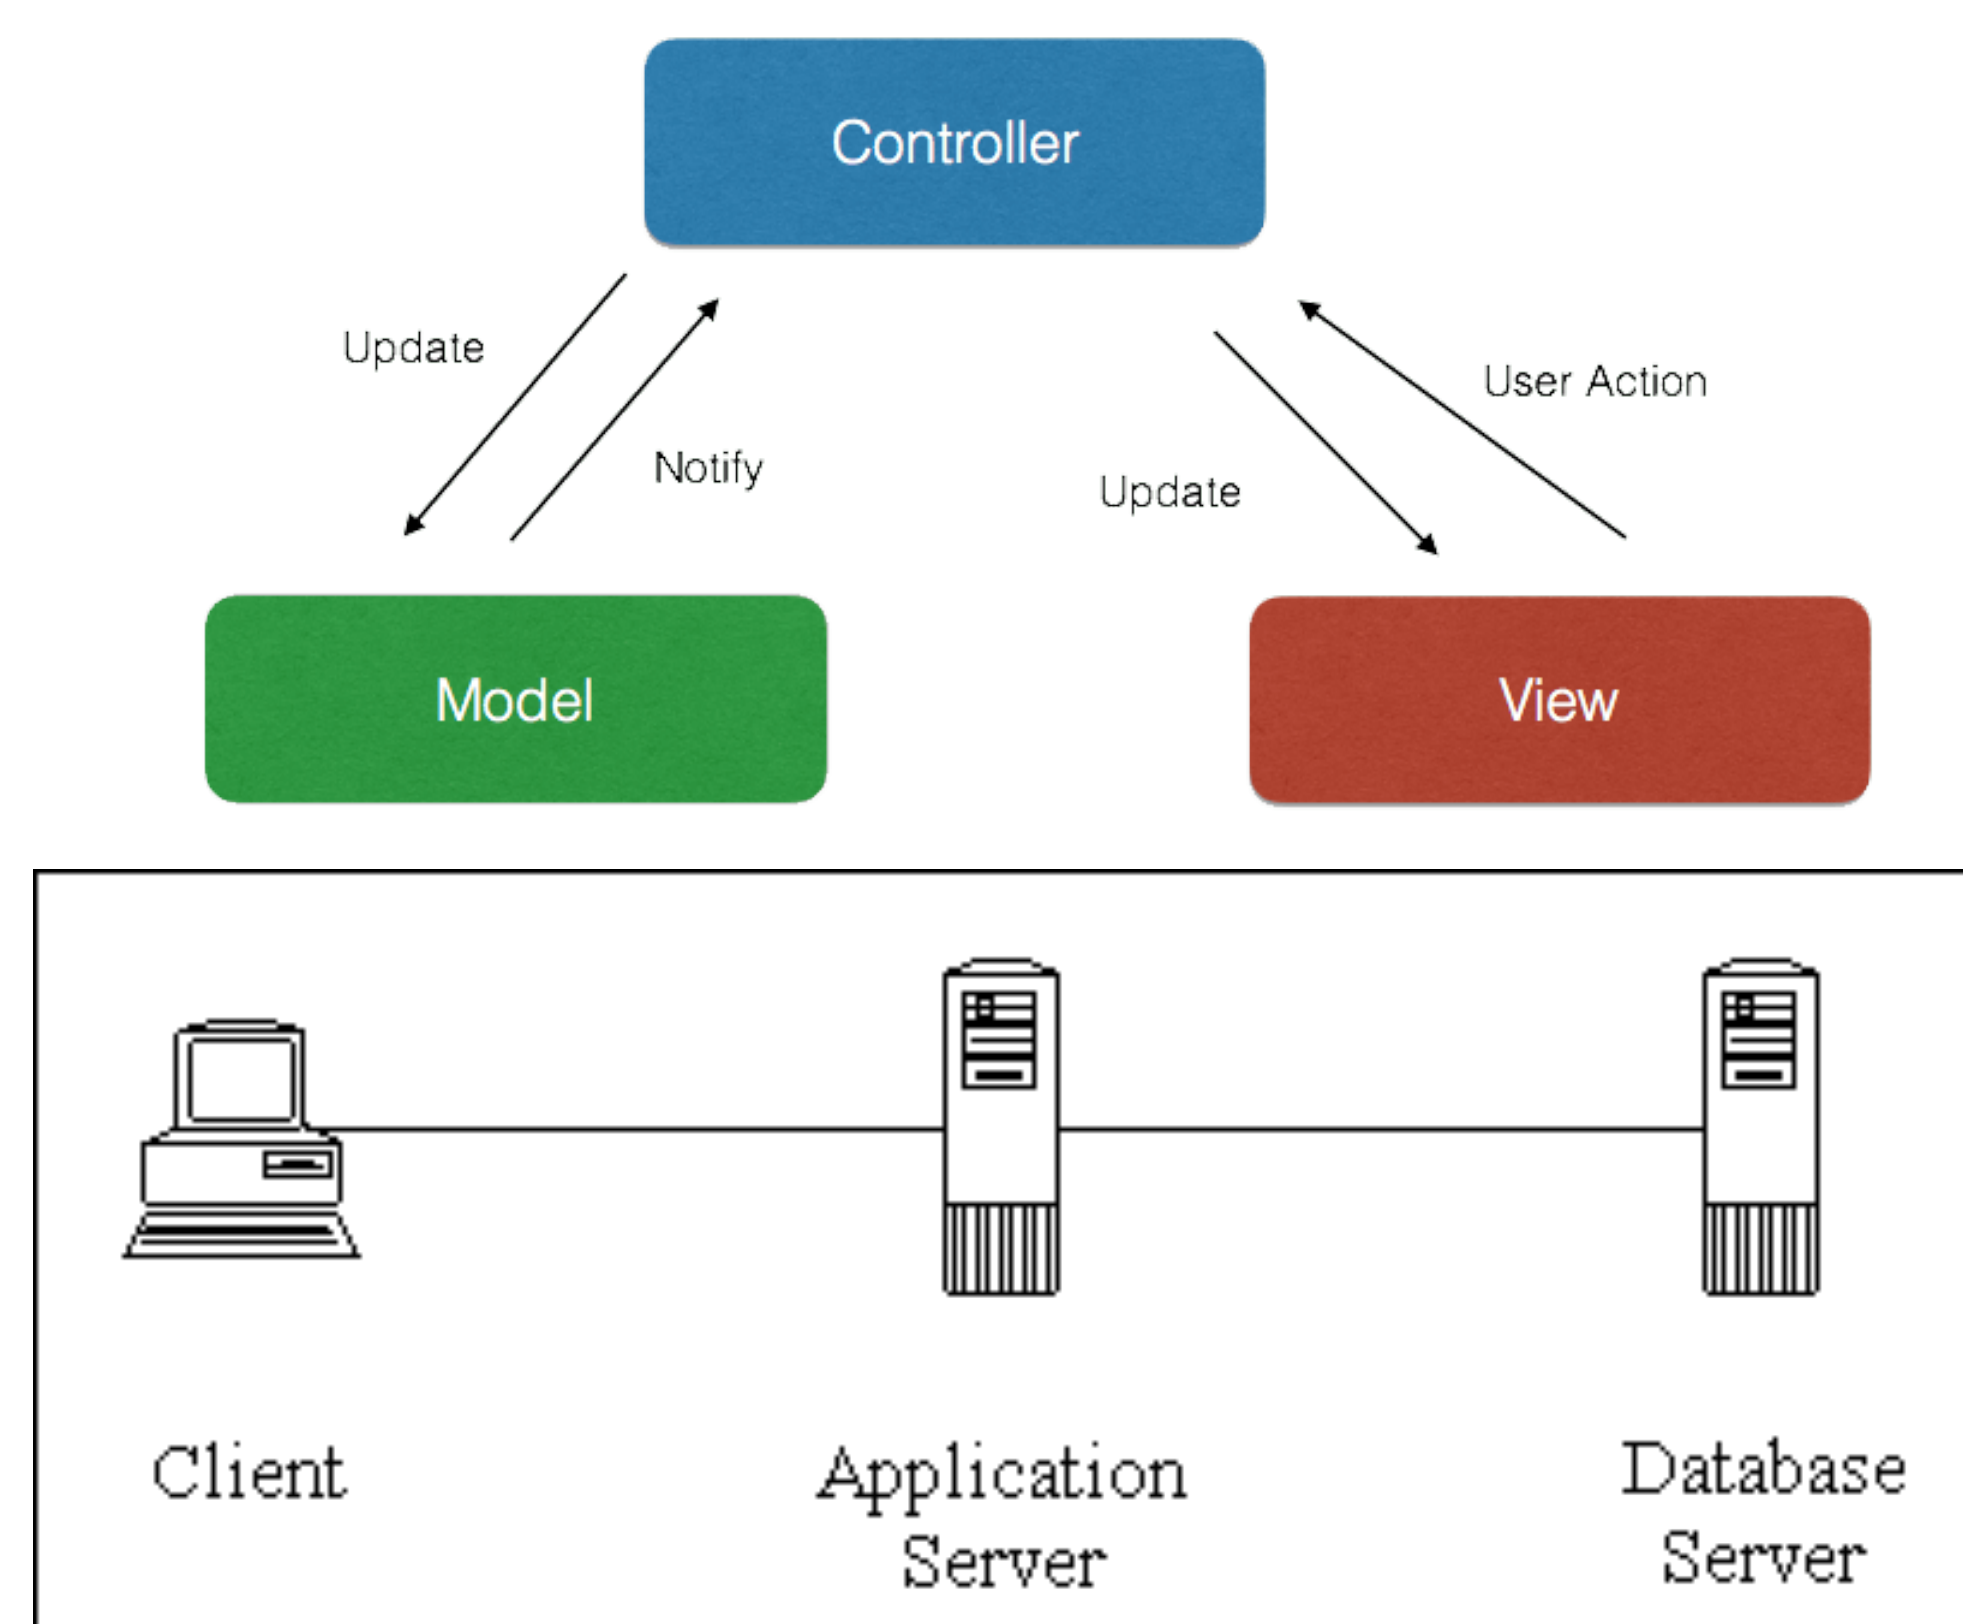 Controller
Update
User Action
Notify
Update
Model
View
Client
Application
Server
Database
Server